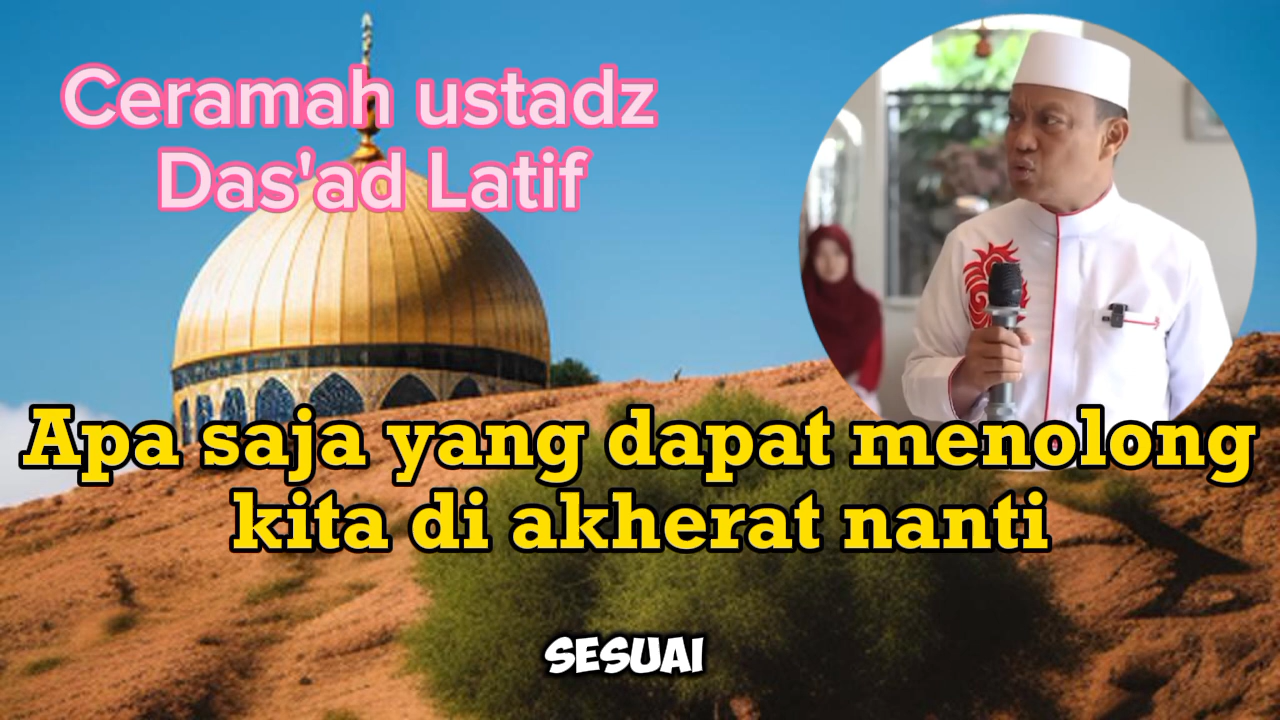 Ceramah ustadz
Das'ad Latif
Apa saja yang dapat menolong
kita di akherat nanti
SESUAI